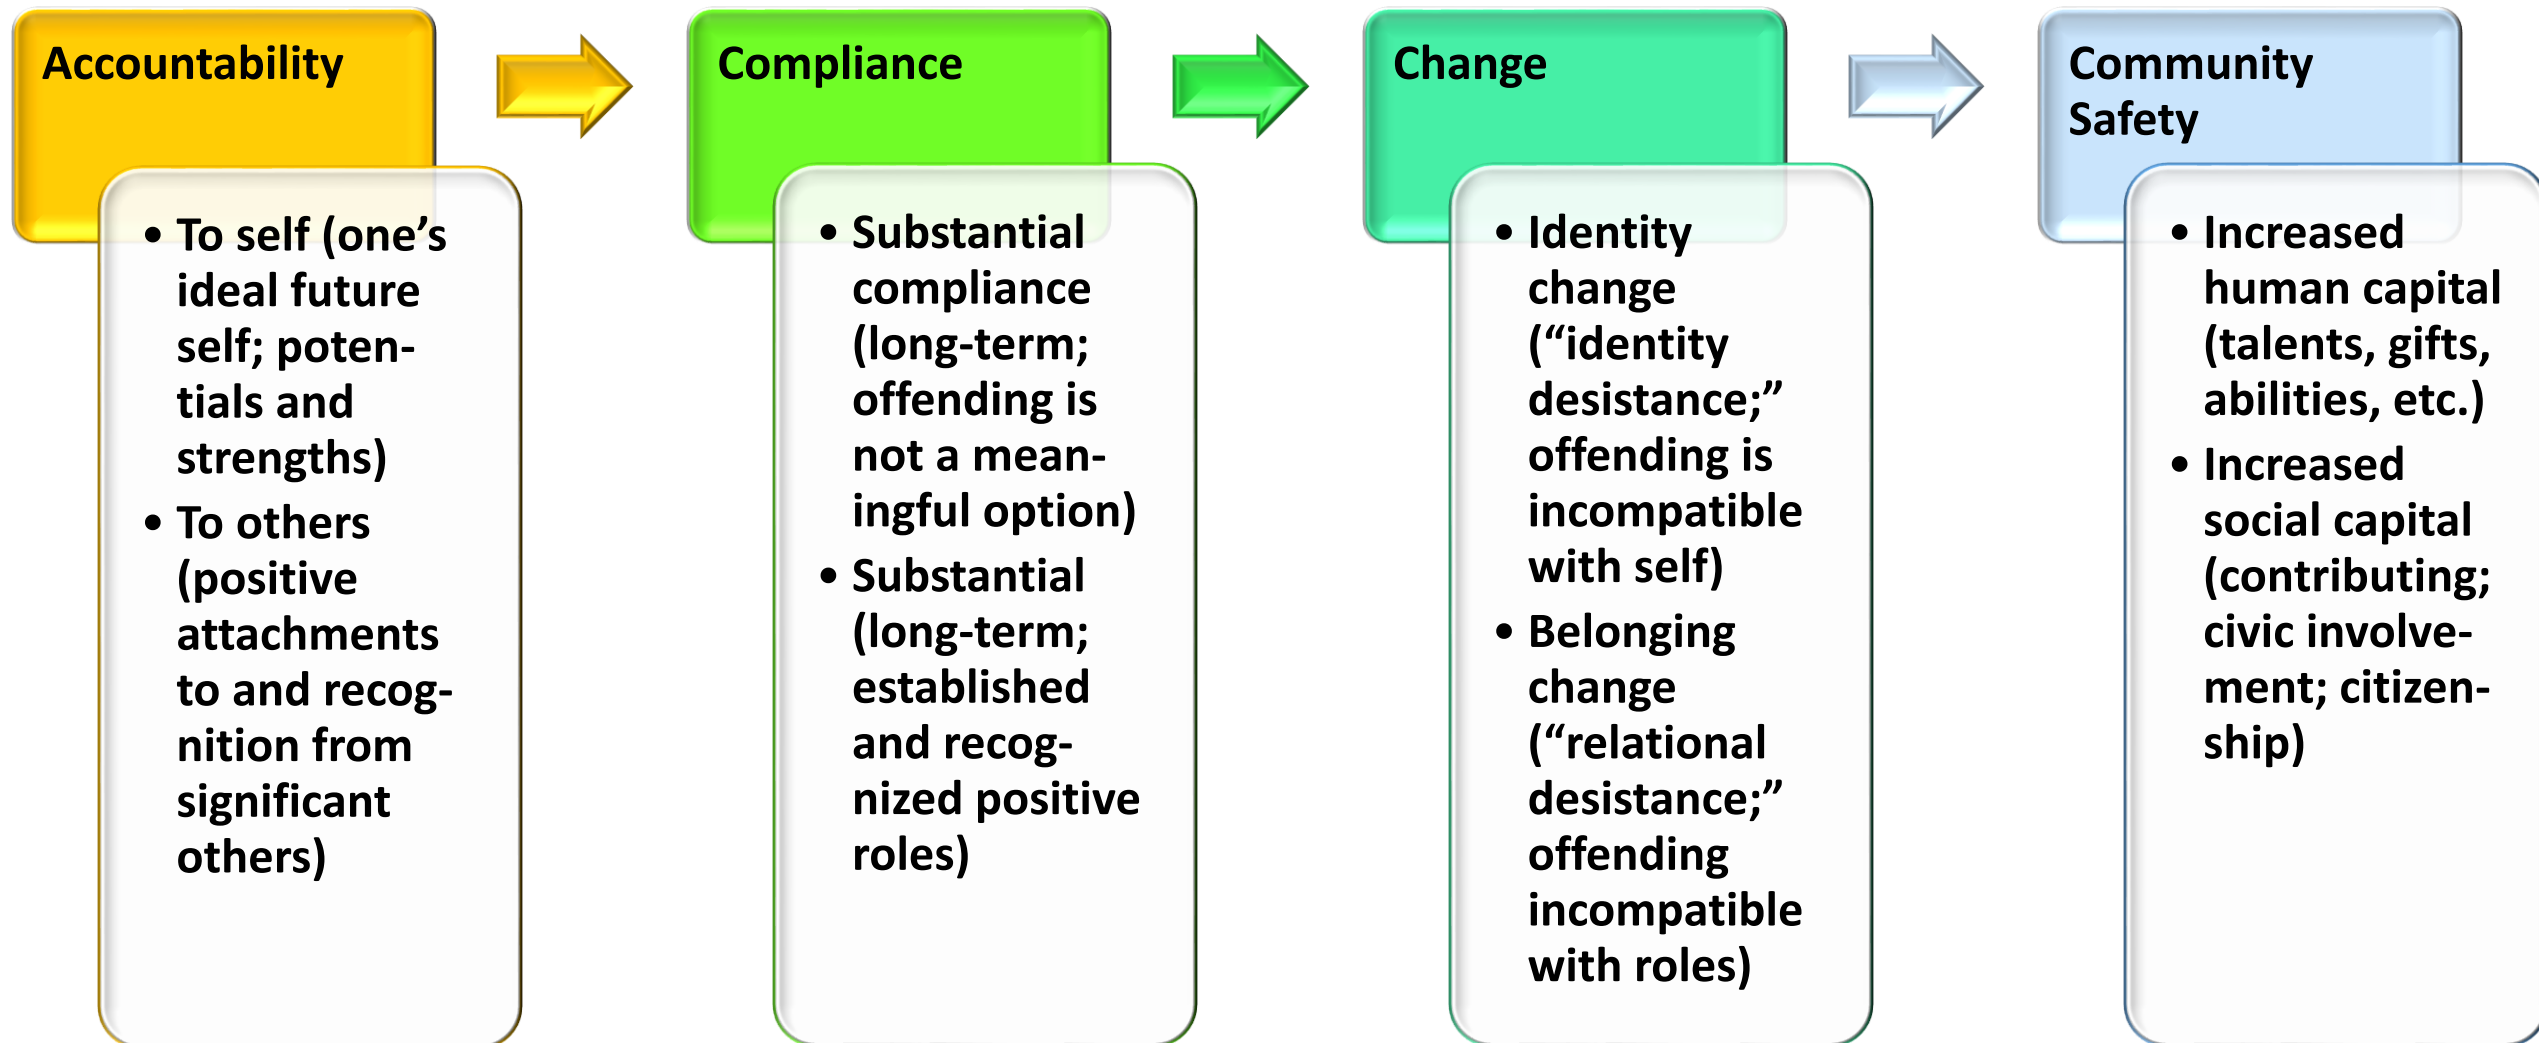 Accountability
• To self (one’s
ideal future
self; poten-
tials and
strengths)
• To others
(positive
attachments
to and recog-
nition from
significant
others)
Compliance
• Substantial
compliance
(long-term;
offending is
not a mean-
ingful option)
• Substantial
(long-term;
established
and recog-
nized positive
roles)
Change
• Identity
change
(“identity
desistance;”
offending is
incompatible
with self)
• Belonging
change
(“relational
desistance;”
offending
incompatible
with roles)
Community
Safety
• Increased
human capital
(talents, gifts,
abilities, etc.)
• Increased
social capital
(contributing;
civic involve-
ment; citizen-
ship)